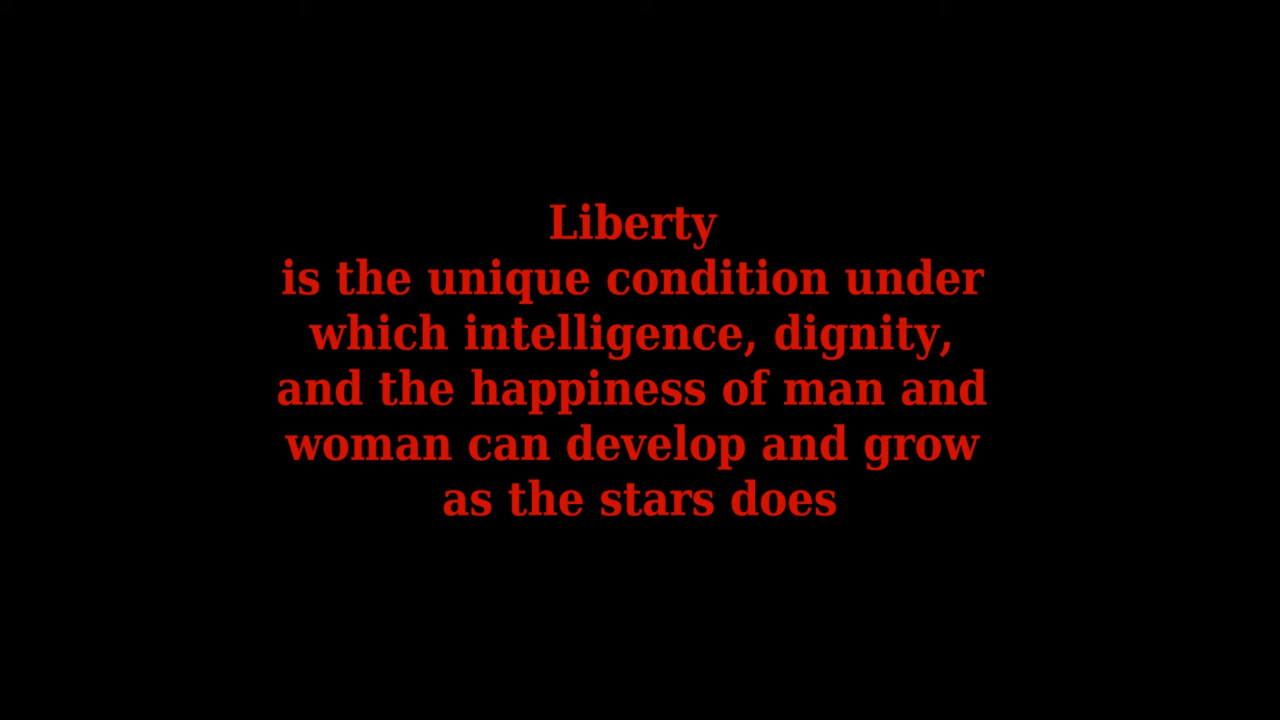 Liberty
is the unique condition under
which intelligence, dignity,
and the happiness of man and
woman can develop and grow
as the stars does